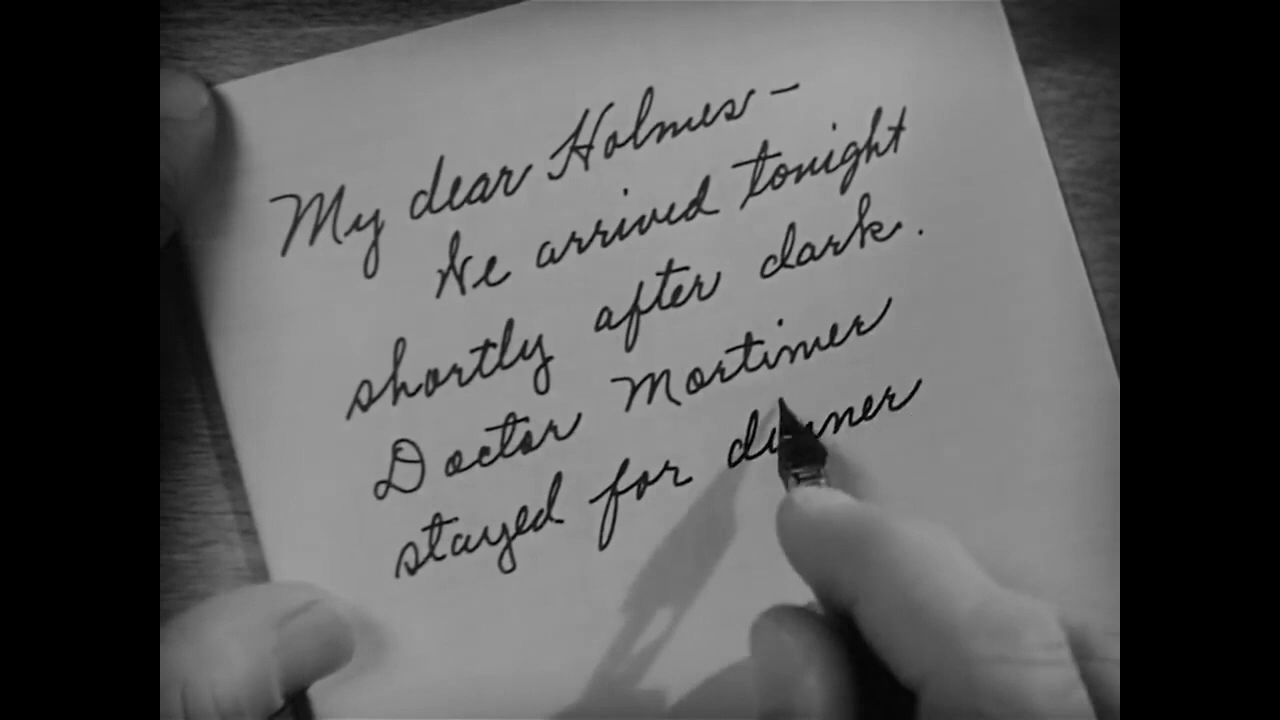 My dear Holmes –
We arrived tonight
shortly after dark.
Doctor Mortimer
stayed for dinner